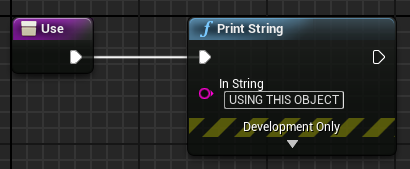 Use
Print String
In String
USING THIS OBJECT
Development Only